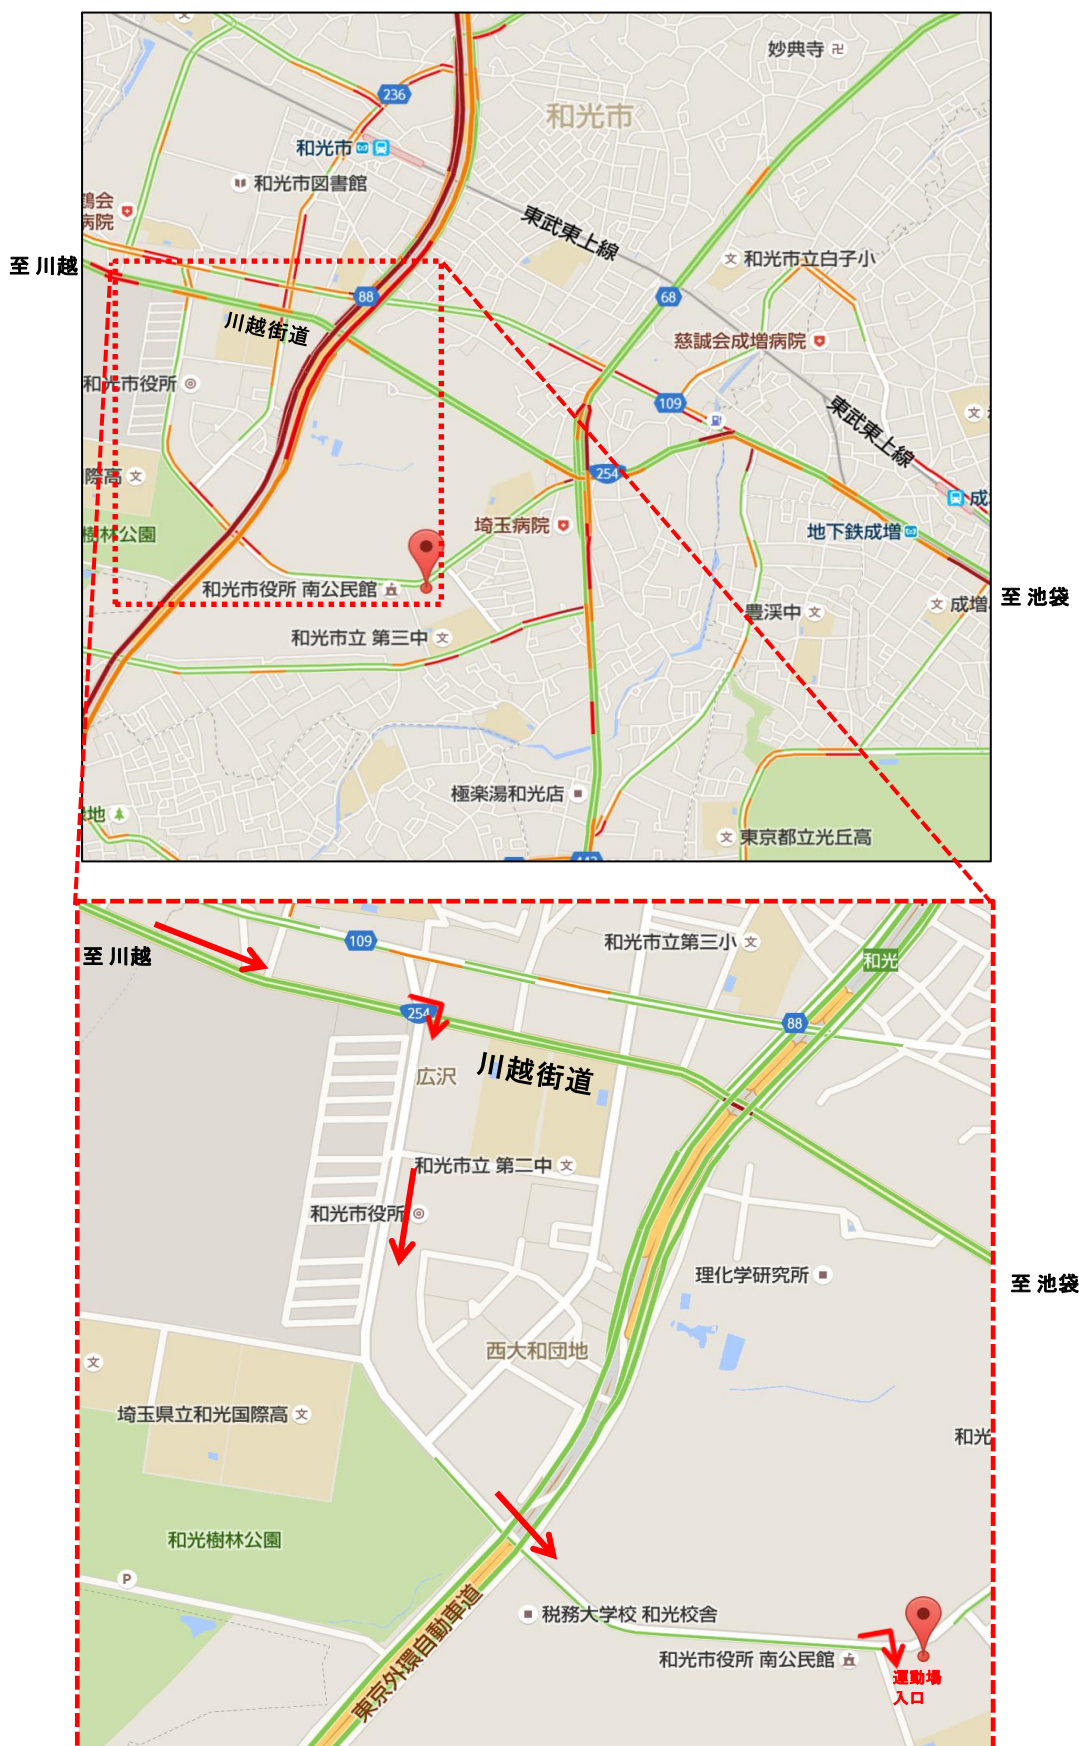 妙典寺
236
和光市
和光市
和光市図書館
鶴会
病院
東武東上線
至 川越
和光市立白子小
88
68
川越街道
慈誠会成増病院
和光市役所
109
東武東上線
際高
254
成
埼玉病院
樹林公園
地下鉄成増
和光市役所 南公民館
至 池袋
成増
豊渓中
和光市立 第三中
極楽湯和光店
地
東京都立光丘高
109
和光市立第三小
至 川越
和光
254
88
川越街道
広沢
和光市立 第二中
和光市役所
理化学研究所
至 池袋
西大和団地
埼玉県立和光国際高
和光
和光樹林公園
P
税務大学校 和光校舎
東京外環自動車道
和光市役所 南公民館
運動場
入口